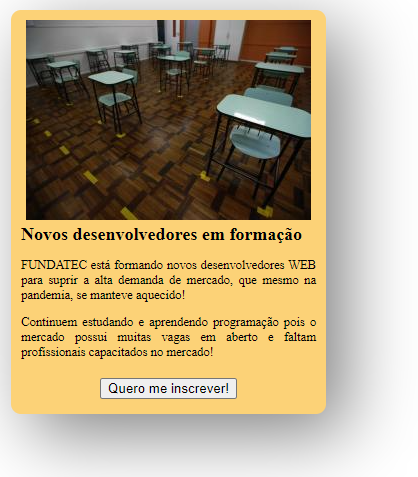 Novos desenvolvedores em formação
FUNDATEC está formando novos desenvolvedores WEB
para suprir a alta demanda de mercado, que mesmo na
pandemia, se manteve aquecido!
Continuem estudando e aprendendo programação pois o
mercado possui muitas vagas em aberto e faltam
profissionais capacitados no mercado!
Quero me inscrever!